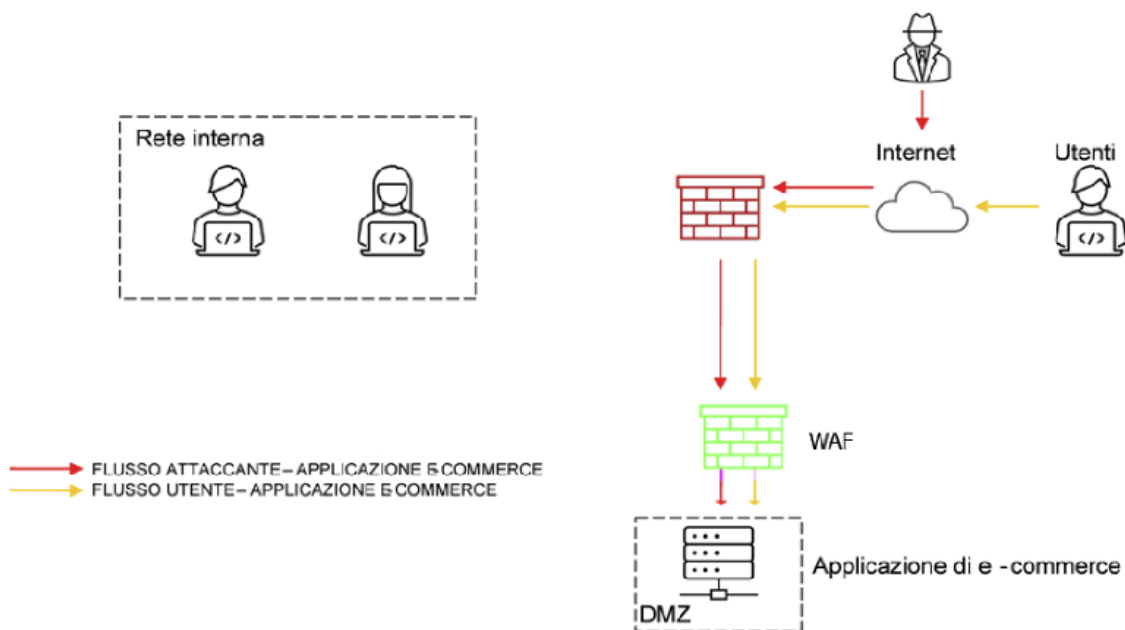 Rete interna
Internet
Utenti
</>
</>
</>
WAF
FLUSSO ATTACCANTE – APPLICAZIONE E-COMMERCE
FLUSSO UTENTE – APPLICAZIONE E-COMMERCE
Applicazione di e -commerce
DMZ